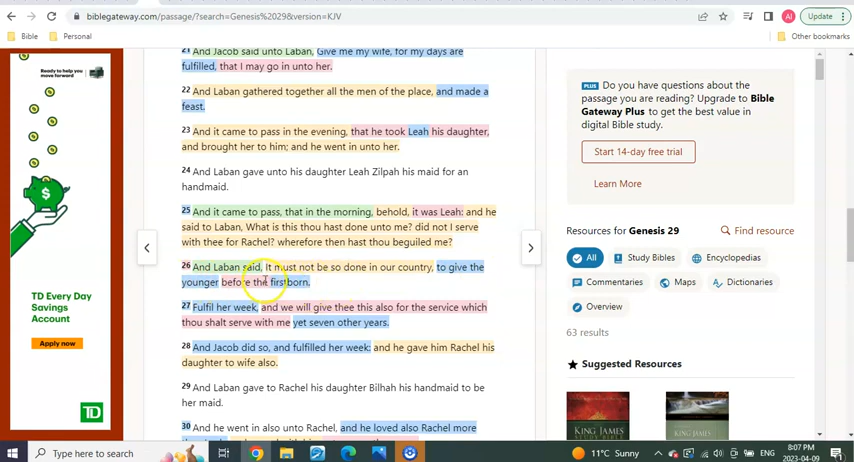 biblegateway.com/passage/?search=Genesis%2029&version=KJV
AI
Update
Bible
Personal
Other bookmarks
Ready to help you
move forward
TD Every Day
Savings
Account
Apply now
TD
21 And Jacob said unto Laban, Give me my wife, for my days are
fulfilled, that I may go in unto her.
22 And Laban gathered together all the men of the place, and made a
feast.
23 And it came to pass in the evening, that he took Leah his daughter,
and brought her to him; and he went in unto her.
24 And Laban gave unto his daughter Leah Zilpah his maid for an
handmaid.
25 And it came to pass, that in the morning, behold, it was Leah: and he
said to Laban, What is this thou hast done unto me? did not I serve
with thee for Rachel? wherefore then hast thou beguiled me?
26 And Laban said, It must not be so done in our country, to give the
younger before the firstborn.
27 Fulfil her week, and we will give thee this also for the service which
thou shalt serve with me yet seven other years.
28 And Jacob did so, and fulfilled her week: and he gave him Rachel his
daughter to wife also.
29 And Laban gave to Rachel his daughter Bilhah his handmaid to be
her maid.
30 And he went in also unto Rachel, and he loved also Rachel more
PLUS Do you have questions about the
passage you are reading? Upgrade to Bible
Gateway Plus to get the best value in
digital Bible study.
Start 14-day free trial
Learn More
Resources for Genesis 29
Find resource
All
Study Bibles
Encyclopedias
Commentaries
Maps
Dictionaries
Overview
63 results
Suggested Resources
KING JAMES
KING JAMES
Type here to search
11°C Sunny
ENG
8:07 PM
2023-04-09